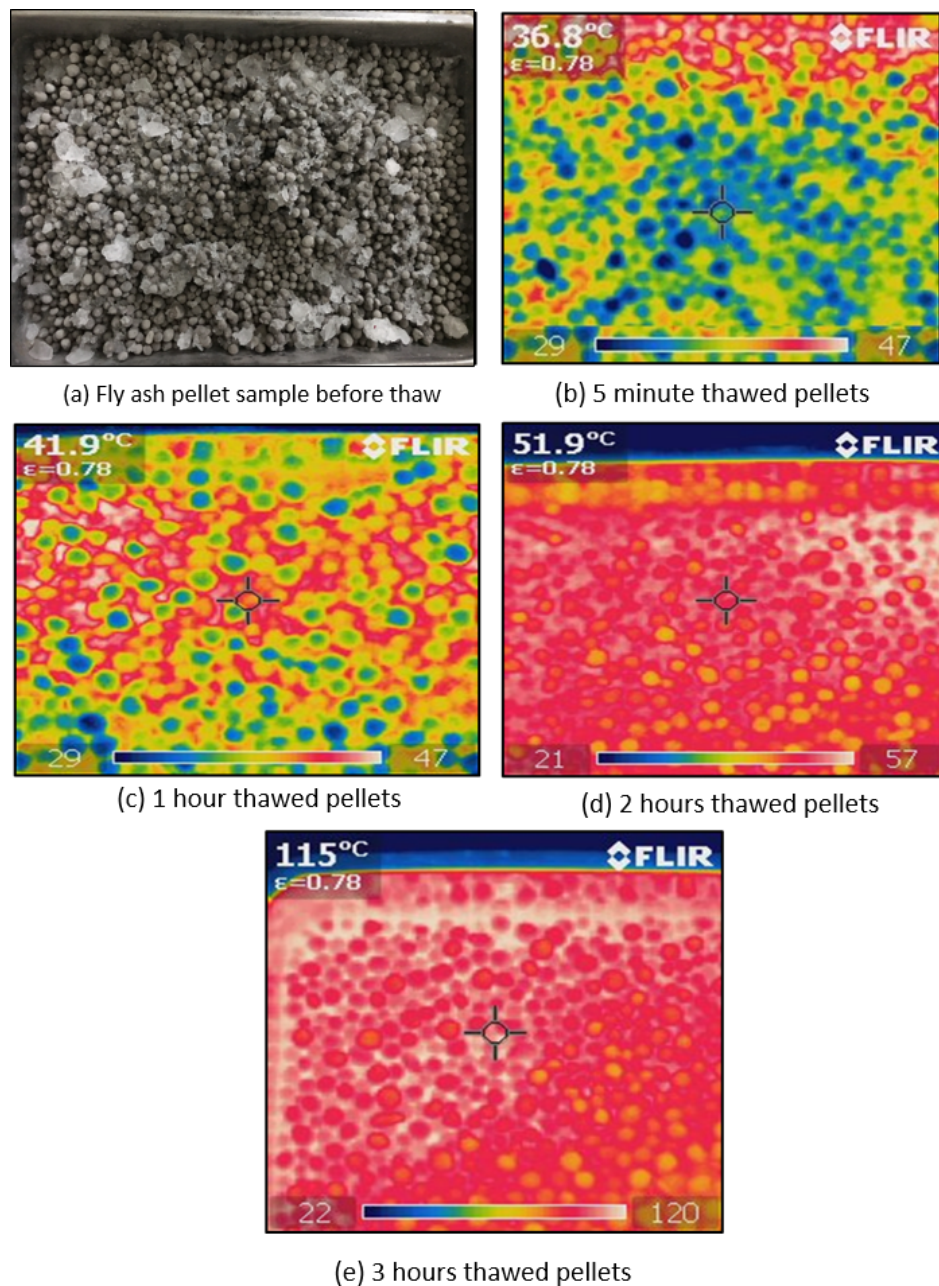 36.8°C
FLIR
ε=0.78
29 47
(a) Fly ash pellet sample before thaw
(b) 5 minute thawed pellets
41.9°C
FLIR
ε=0.78
29 47
51.9°C
FLIR
ε=0.78
21 57
(c) 1 hour thawed pellets
(d) 2 hours thawed pellets
115°C
FLIR
ε=0.78
22 120
(e) 3 hours thawed pellets